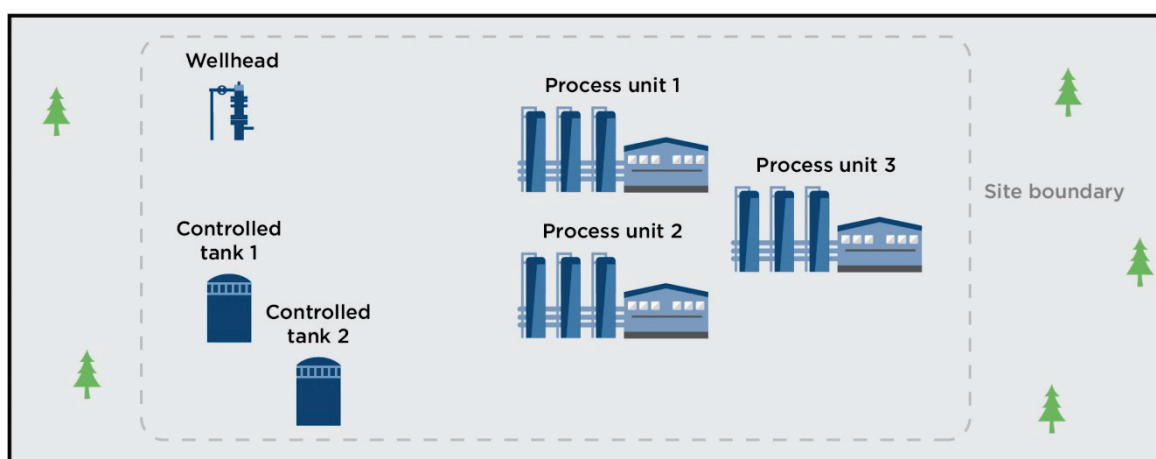 Wellhead
Process unit 1
Process unit 3
Site boundary
Controlled
tank 1
Process unit 2
Controlled
tank 2